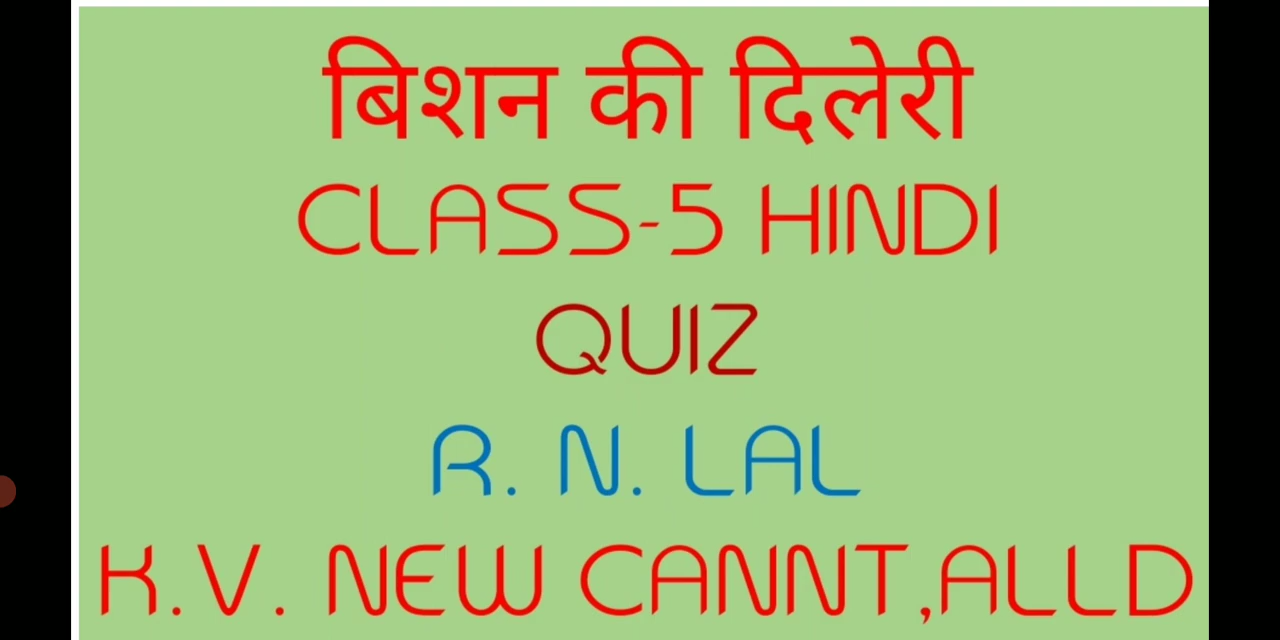 बिशन की दिलेरी
CLASS-5 HINDI
QUIZ
R. N. LAL
K.V. NEW CANNT,ALLD